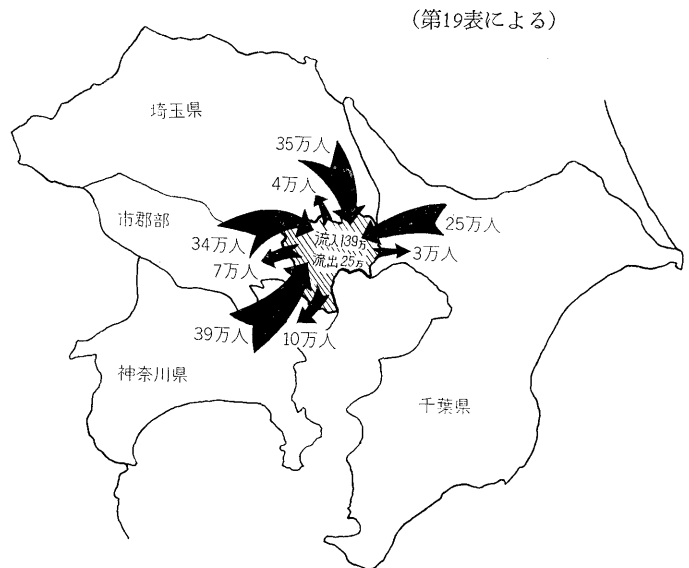 (第19表による)
埼玉県
35万人
4万人
市郡部
25万人
34万人
流入139万
流出25万
3万人
7万人
39万人
10万人
神奈川県
千葉県